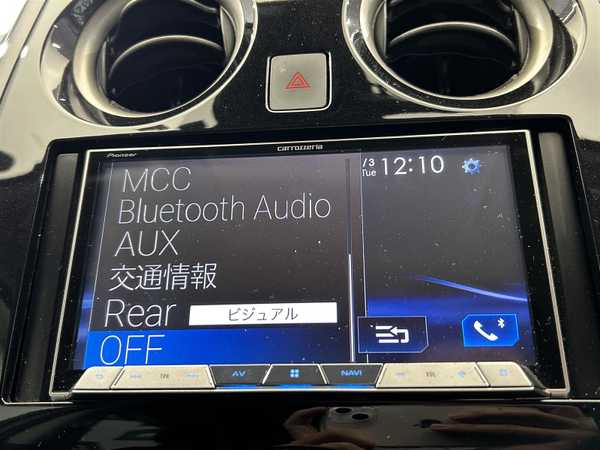 Pioneer
carrozzeria
MCC
Bluetooth Audio
AUX
交通情報
Rear
ビジュアル
OFF
/3
Tue
12:10
AV
NAVI